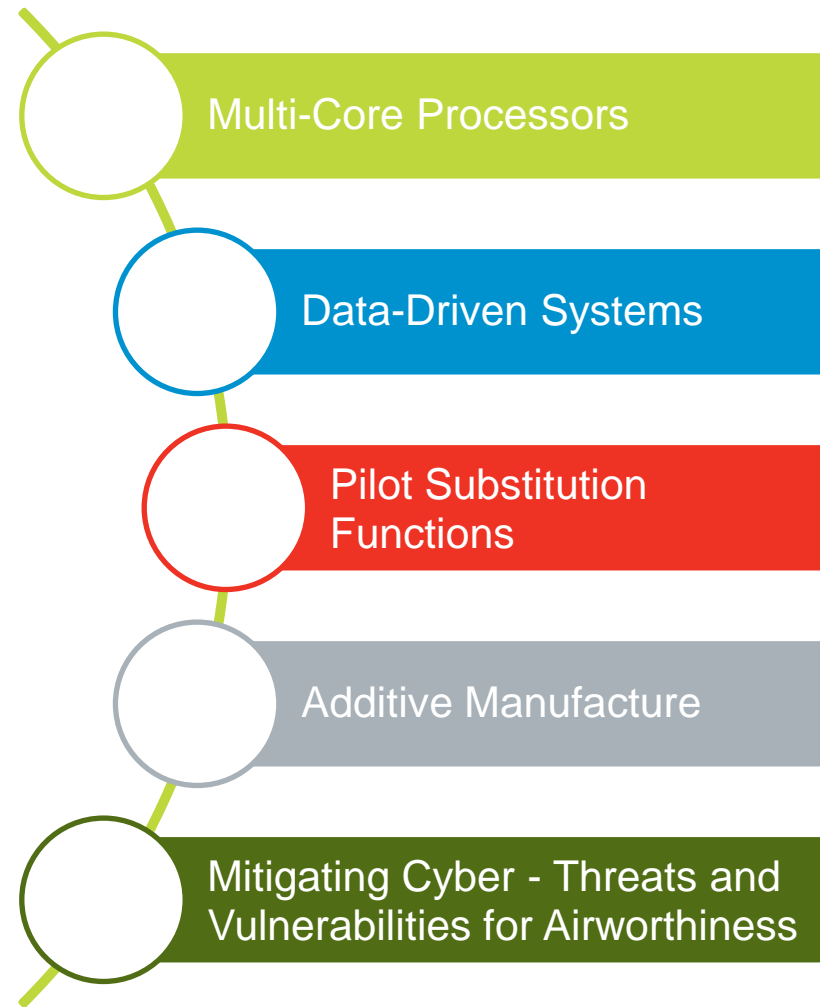 Multi-Core Processors
Data-Driven Systems
Pilot Substitution
Functions
Additive Manufacture
Mitigating Cyber - Threats and
Vulnerabilities for Airworthiness